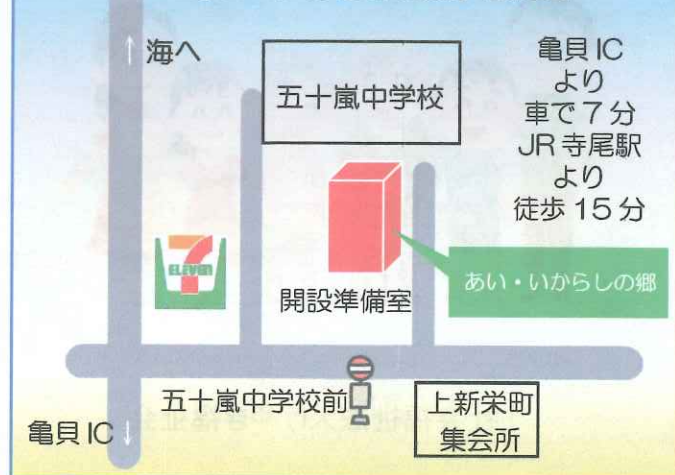 ↑海へ
五十嵐中学校
亀貝IC
より
車で7分
JR寺尾駅
より
徒歩15分
7
ELEVEN
開設準備室
あい・いからしの郷
五十嵐中学校前
上新栄町
集会所
亀貝IC↓